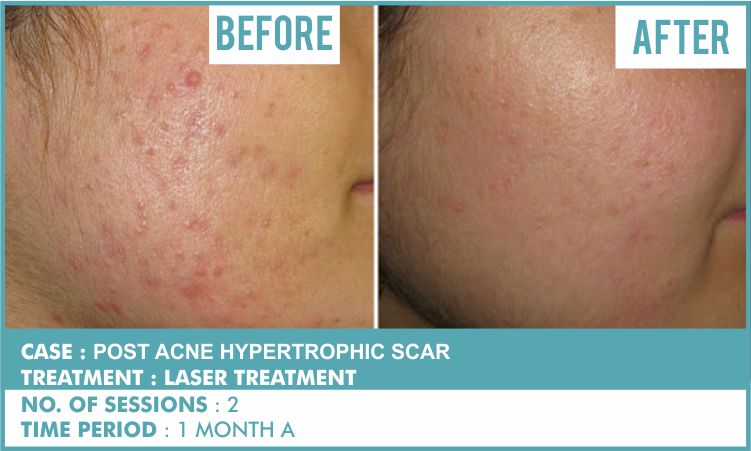 BEFORE
AFTER
CASE : POST ACNE HYPERTROPHIC SCAR
TREATMENT : LASER TREATMENT
NO. OF SESSIONS : 2
TIME PERIOD : 1 MONTH A